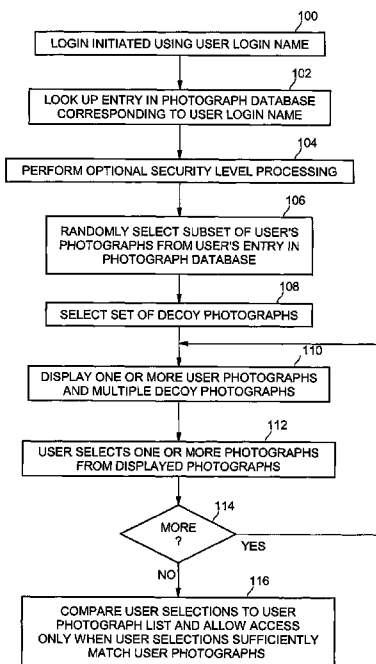 100
LOGIN INITIATED USING USER LOGIN NAME
102
LOOK UP ENTRY IN PHOTOGRAPH DATABASE
CORRESPONDING TO USER LOGIN NAME
104
PERFORM OPTIONAL SECURITY LEVEL PROCESSING
106
RANDOMLY SELECT SUBSET OF USER'S
PHOTOGRAPHS FROM USER'S ENTRY IN
PHOTOGRAPH DATABASE
108
SELECT SET OF DECOY PHOTOGRAPHS
110
DISPLAY ONE OR MORE USER PHOTOGRAPHS
AND MULTIPLE DECOY PHOTOGRAPHS
112
USER SELECTS ONE OR MORE PHOTOGRAPHS
FROM DISPLAYED PHOTOGRAPHS
114
MORE
?
YES
NO
116
COMPARE USER SELECTIONS TO USER
PHOTOGRAPH LIST AND ALLOW ACCESS
ONLY WHEN USER SELECTIONS SUFFICIENTLY
MATCH USER PHOTOGRAPHS